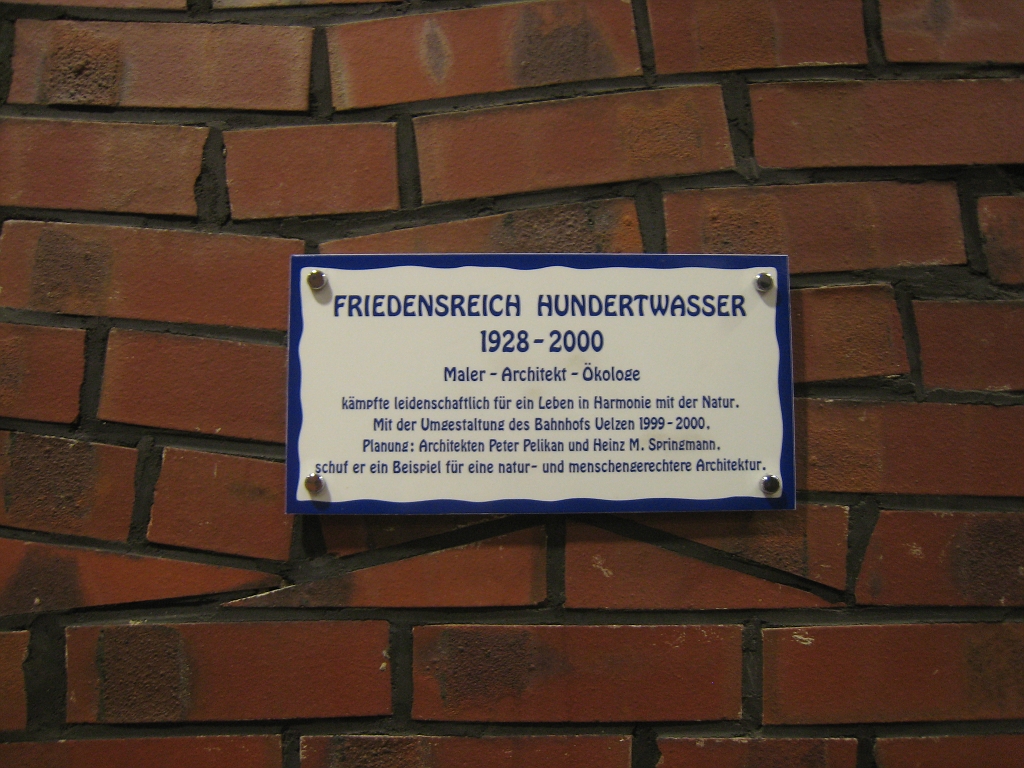 FRIEDENSREICH HUNDERTWASSER
1928 - 2000
Maler - Architekt - Ökologe
kämpfte leidenschaftlich für ein Leben in Harmonie mit der Natur.
Mit der Umgestaltung des Bahnhofs Uelzen 1999 - 2000,
Planung: Architekten Peter Pelikan und Heinz M. Springmann,
schuf er ein Beispiel für eine natur- und menschengerechtere Architektur.